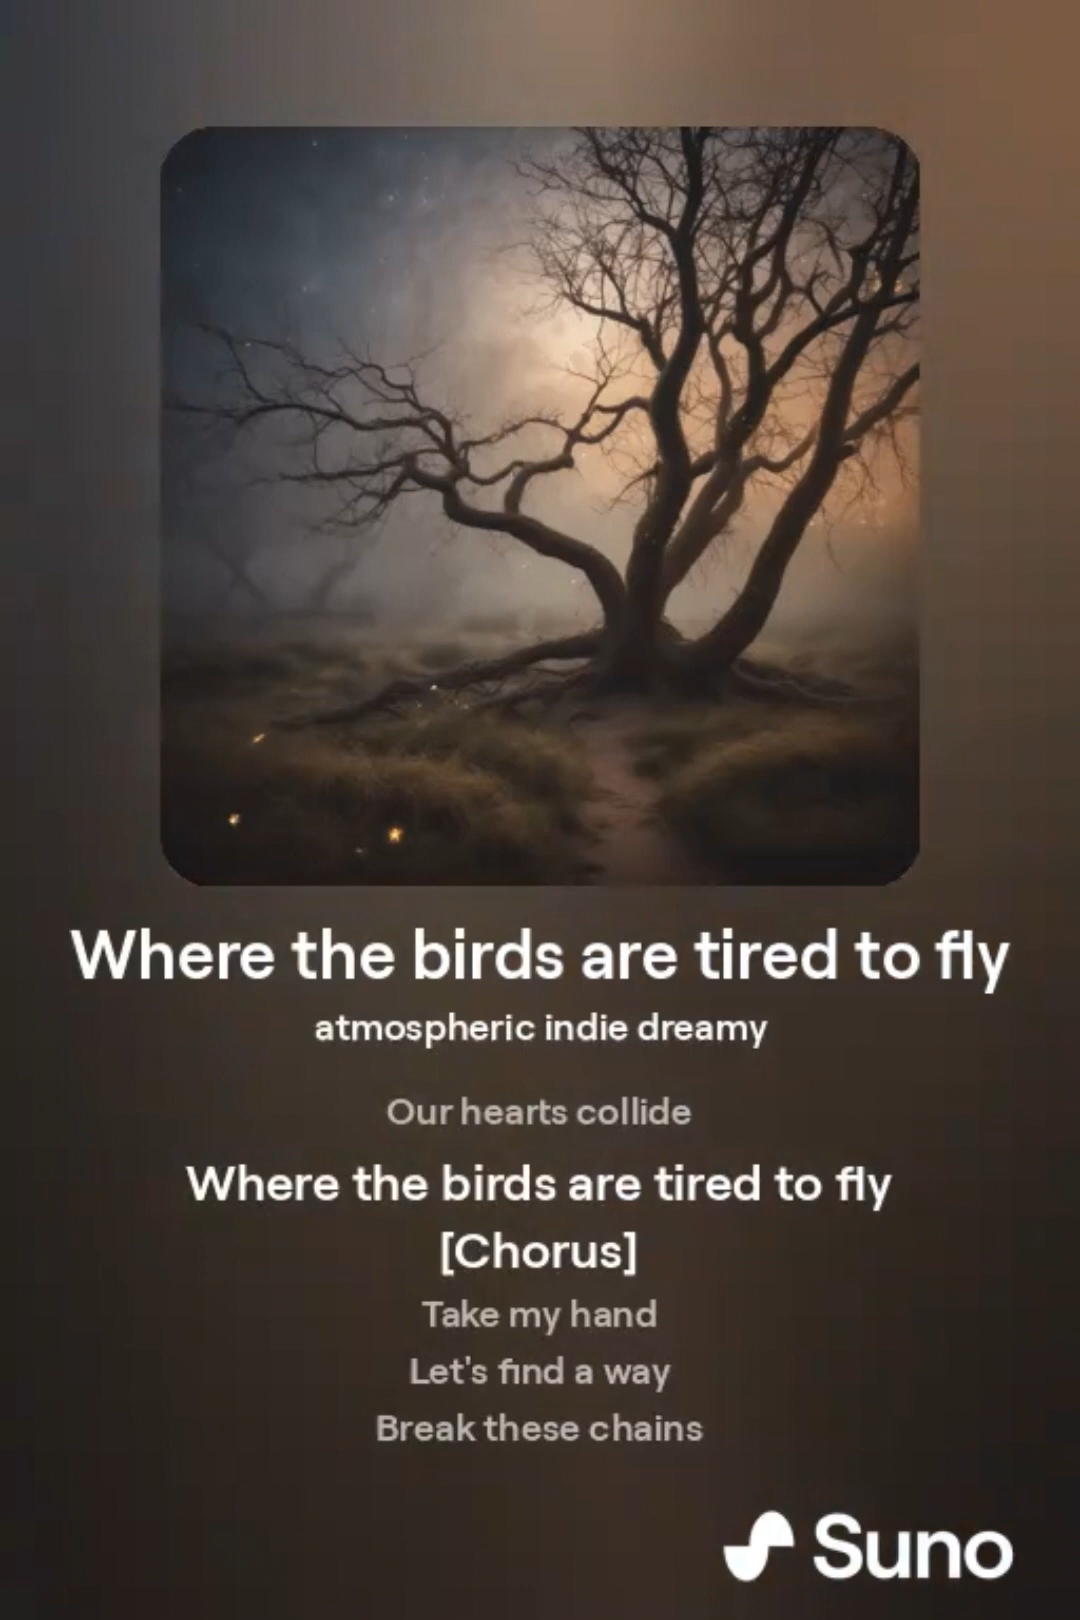 Where the birds are tired to fly
atmospheric indie dreamy
Our hearts collide
Where the birds are tired to fly
[Chorus]
Take my hand
Let's find a way
Break these chains
Suno